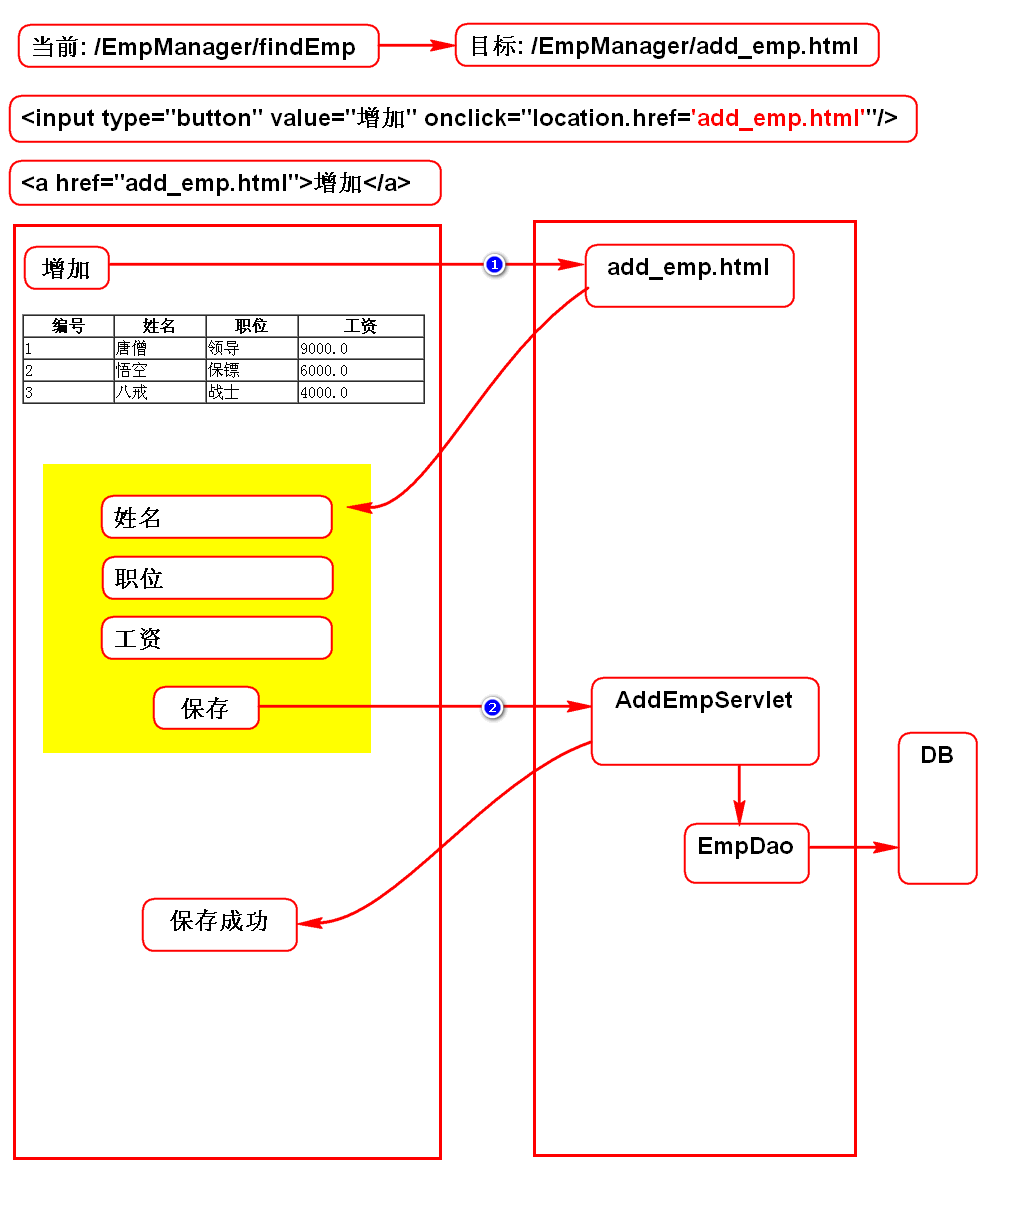 当前: /EmpManager/findEmp
目标: /EmpManager/add_emp.html
<input type="button" value="增加" onclick="location.href='add_emp.html'"/>
<a href="add_emp.html">增加</a>
增加
①
add_emp.html
编号 姓名 职位 工资
1 唐僧 领导 9000.0
2 悟空 保镖 6000.0
3 八戒 战士 4000.0
姓名
职位
工资
保存
②
AddEmpServlet
DB
EmpDao
保存成功